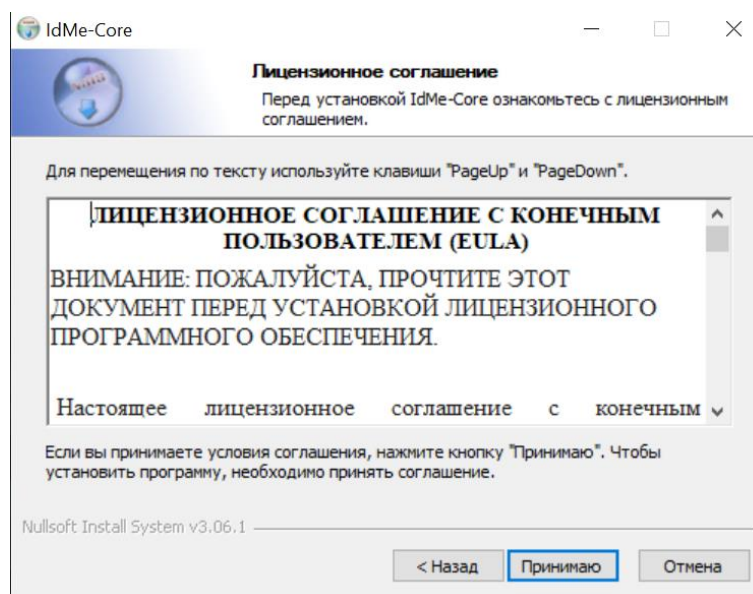 IdMe-Core
Лицензионное соглашение
Перед установкой IdMe-Core ознакомьтесь с лицензионным
соглашением.
Для перемещения по тексту используйте клавиши "PageUp" и "PageDown".
ЛИЦЕНЗИОННОЕ СОГЛАШЕНИЕ С КОНЕЧНЫМ
ПОЛЬЗОВАТЕЛЕМ (EULA)
ВНИМАНИЕ: ПОЖАЛУЙСТА, ПРОЧТИТЕ ЭТОТ
ДОКУМЕНТ ПЕРЕД УСТАНОВКОЙ ЛИЦЕНЗИОННОГО
ПРОГРАММНОГО ОБЕСПЕЧЕНИЯ.
Настоящее лицензионное соглашение с конечным
Если вы принимаете условия соглашения, нажмите кнопку "Принимаю". Чтобы
установить программу, необходимо принять соглашение.
Nullsoft Install System v3.06.1
< Назад Принимаю Отмена